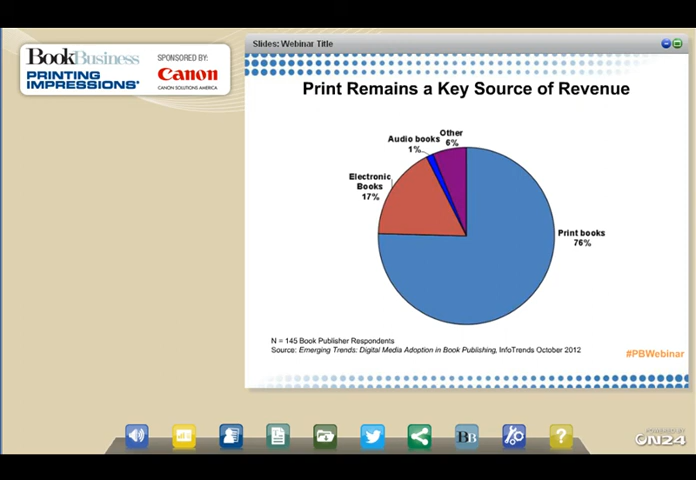 BookBusiness
PRINTING
IMPRESSIONS
SPONSORED BY:
Canon
CANON SOLUTIONS AMERICA
Slides: Webinar Title
Print Remains a Key Source of Revenue
Audio books
1%
Other
6%
Electronic
Books
17%
Print books
76%
N = 145 Book Publisher Respondents
Source: Emerging Trends: Digital Media Adoption in Book Publishing, InfoTrends October 2012
#PBWebinar
BB
?
POWERED BY
ON24